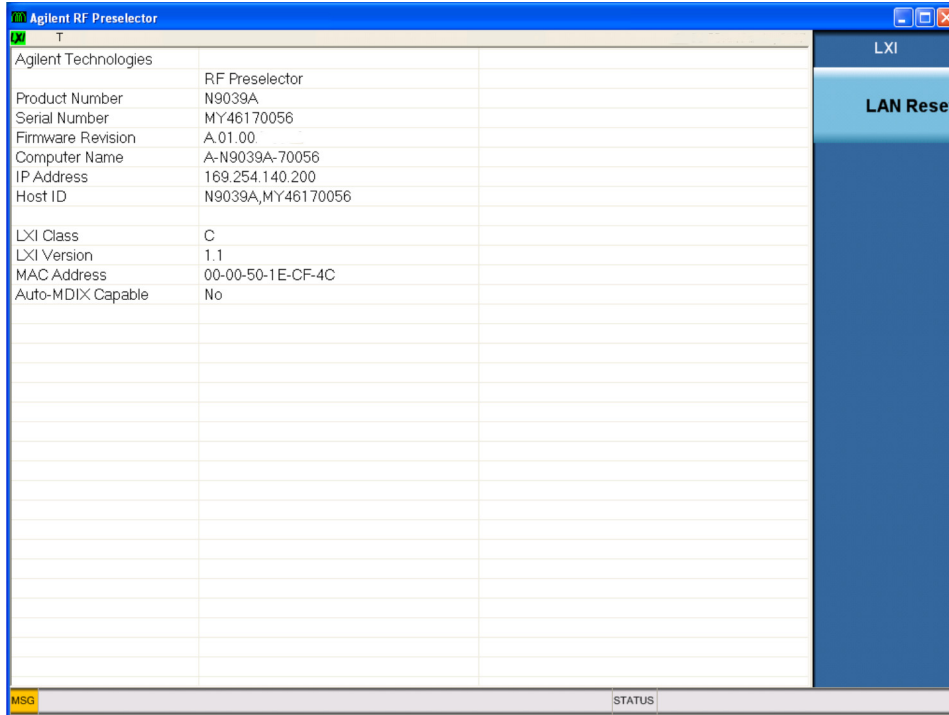 Agilent RF Preselector
LXI T
LXI
LAN Rese
Agilent Technologies
RF Preselector
Product Number N9039A
Serial Number MY46170056
Firmware Revision A.01.00.
Computer Name A-N9039A-70056
IP Address 169.254.140.200
Host ID N9039A,MY46170056
LXI Class C
LXI Version 1.1
MAC Address 00-00-50-1E-CF-4C
Auto-MDIX Capable No
MSG STATUS